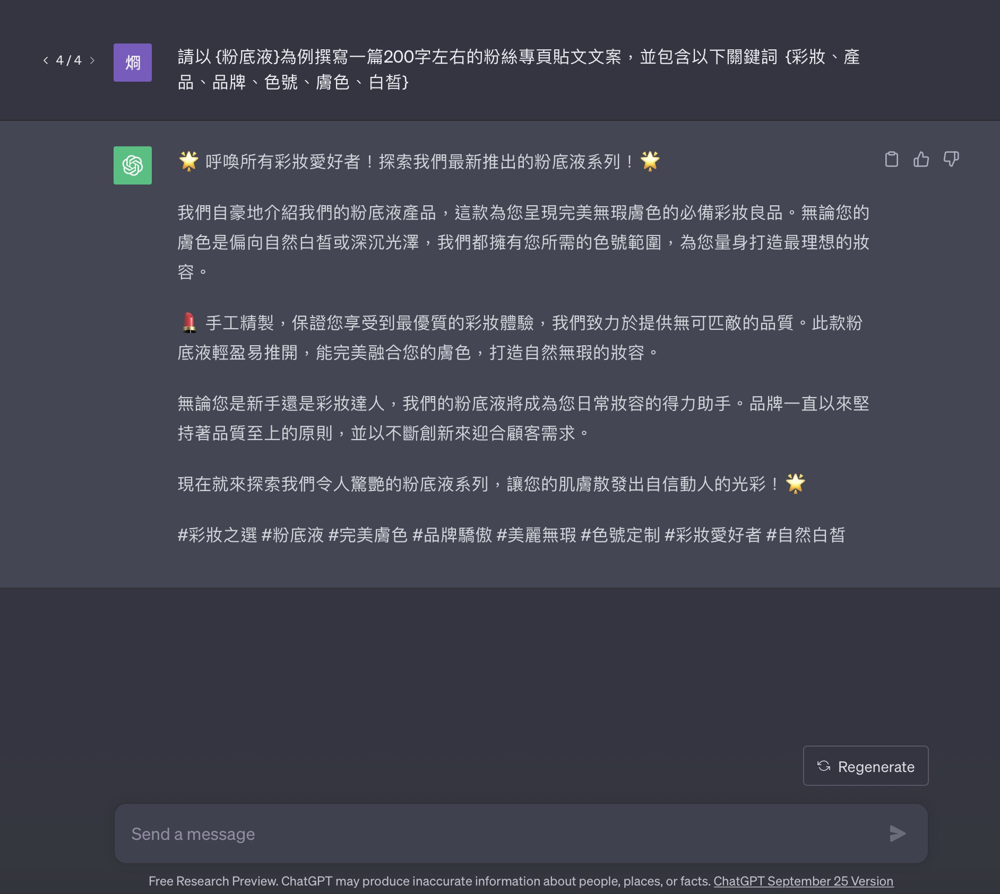 4 / 4
燜
請以 {粉底液}為例撰寫一篇200字左右的粉絲專頁貼文文案，並包含以下關鍵詞 {彩妝、產
品、品牌、色號、膚色、白皙}
🌟 呼喚所有彩妝愛好者！探索我們最新推出的粉底液系列！🌟
我們自豪地介紹我們的粉底液產品，這款為您呈現完美無瑕膚色的必備彩妝良品。無論您的
膚色是偏向自然白皙或深沉光澤，我們都擁有您所需的色號範圍，為您量身打造最理想的妝
容。
💄 手工精製，保證您享受到最優質的彩妝體驗，我們致力於提供無可匹敵的品質。此款粉
底液輕盈易推開，能完美融合您的膚色，打造自然無瑕的妝容。
無論您是新手還是彩妝達人，我們的粉底液將成為您日常妝容的得力助手。品牌一直以來堅
持著品質至上的原則，並以不斷創新來迎合顧客需求。
現在就來探索我們令人驚艷的粉底液系列，讓您的肌膚散發出自信動人的光彩！🌟
#彩妝之選 #粉底液 #完美膚色 #品牌驕傲 #美麗無瑕 #色號定制 #彩妝愛好者 #自然白皙
Regenerate
Send a message
Free Research Preview. ChatGPT may produce inaccurate information about people, places, or facts. ChatGPT September 25 Version